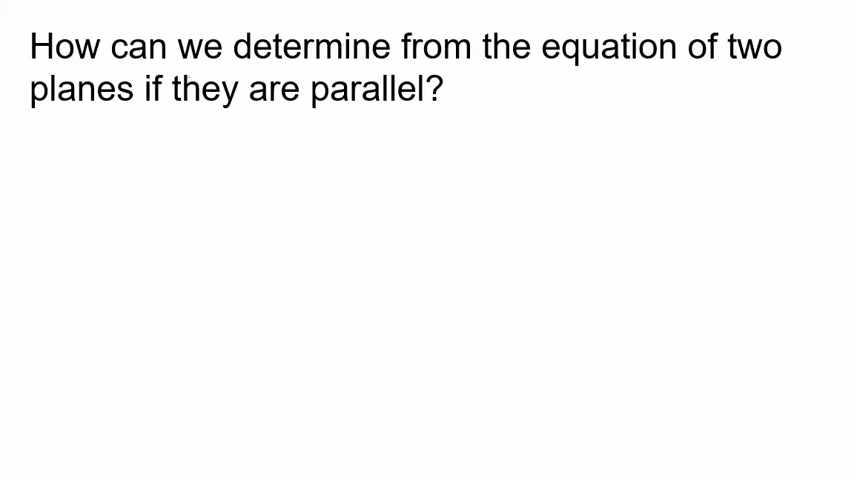 How can we determine from the equation of two
planes if they are parallel?